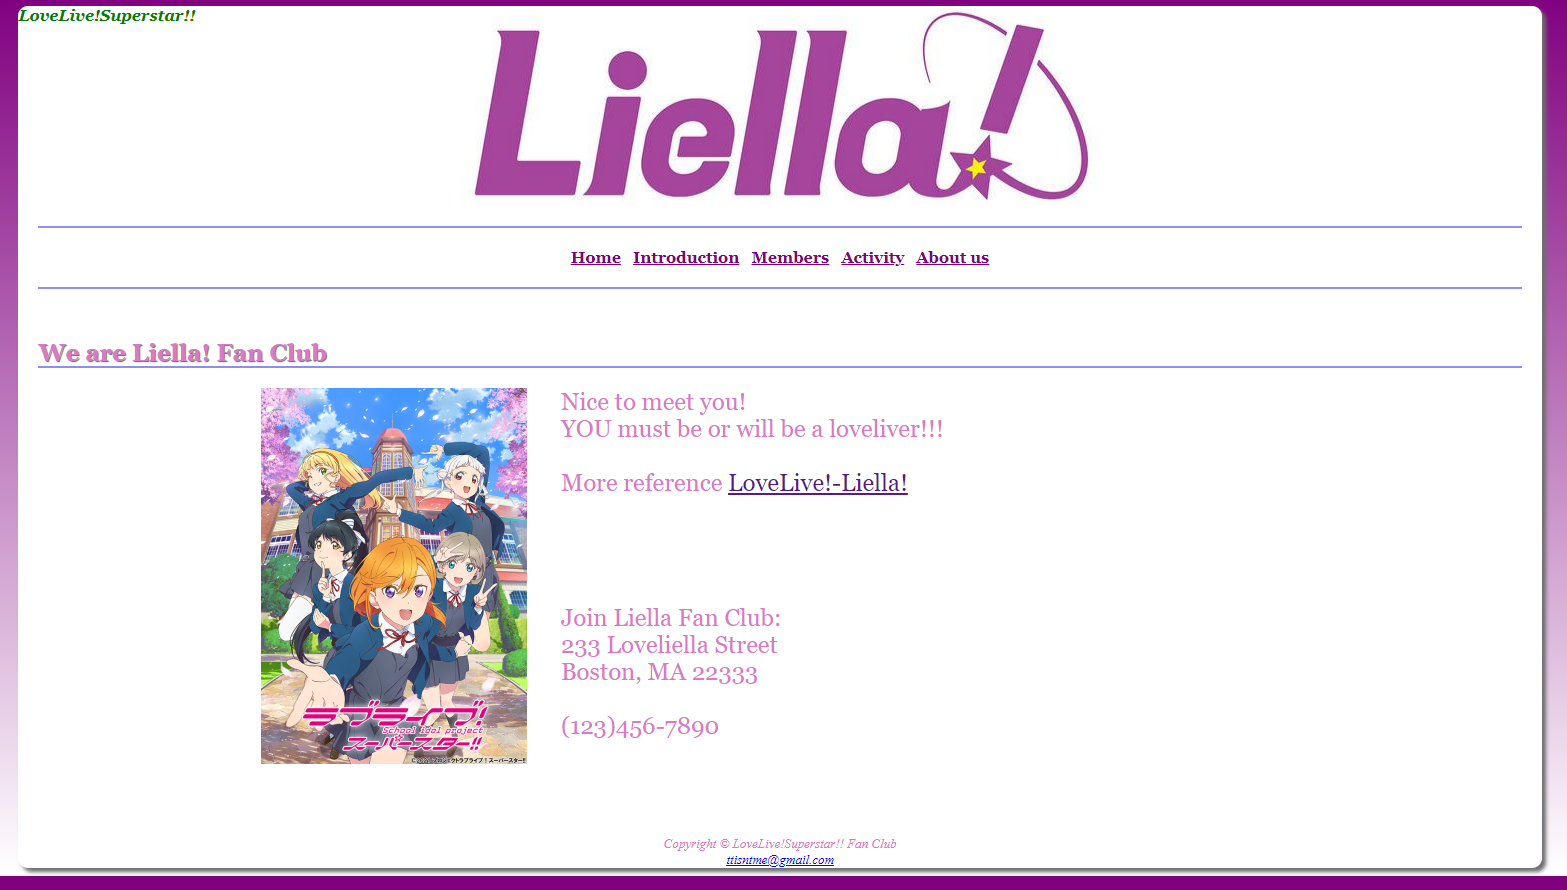 LoveLive!Superstar!!
Liella!
Home Introduction Members Activity About us
We are Liella! Fan Club
Nice to meet you!
YOU must be or will be a loveliver!!!
More reference LoveLive!-Liella!
Join Liella Fan Club:
233 Loveliella Street
Boston, MA 22333
(123)456-7890
ラブライブ!
School idol project
スーパースター!!
Copyright © LoveLive!Superstar!! Fan Club
ttisntme@gmail.com